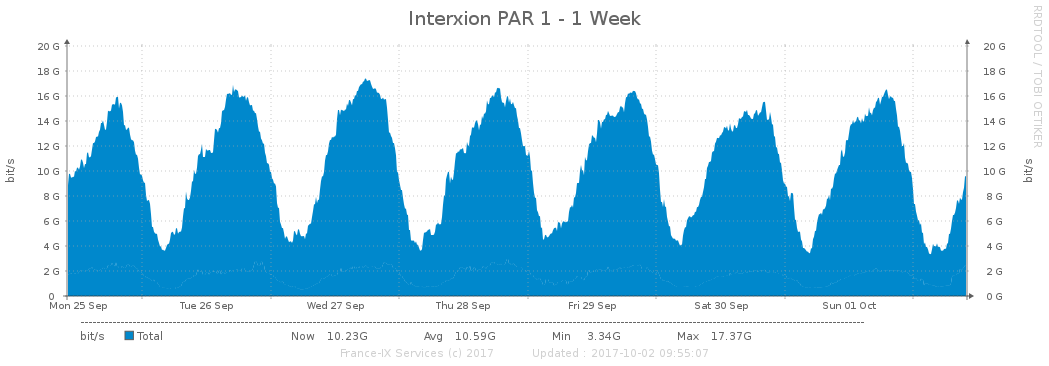 Interxion PAR 1 - 1 Week
RRDTOOL / TOBI OETIKER
20 G 20 G
18 G 18 G
16 G 16 G
14 G 14 G
12 G 12 G
10 G 10 G
8 G 8 G
6 G 6 G
4 G 4 G
2 G 2 G
0 0 G
bit/s
bit/s
Mon 25 Sep Tue 26 Sep Wed 27 Sep Thu 28 Sep Fri 29 Sep Sat 30 Sep Sun 01 Oct
bit/s Total Now 10.23G Avg 10.59G Min 3.34G Max 17.37G
France-IX Services (c) 2017 Updated : 2017-10-02 09:55:07